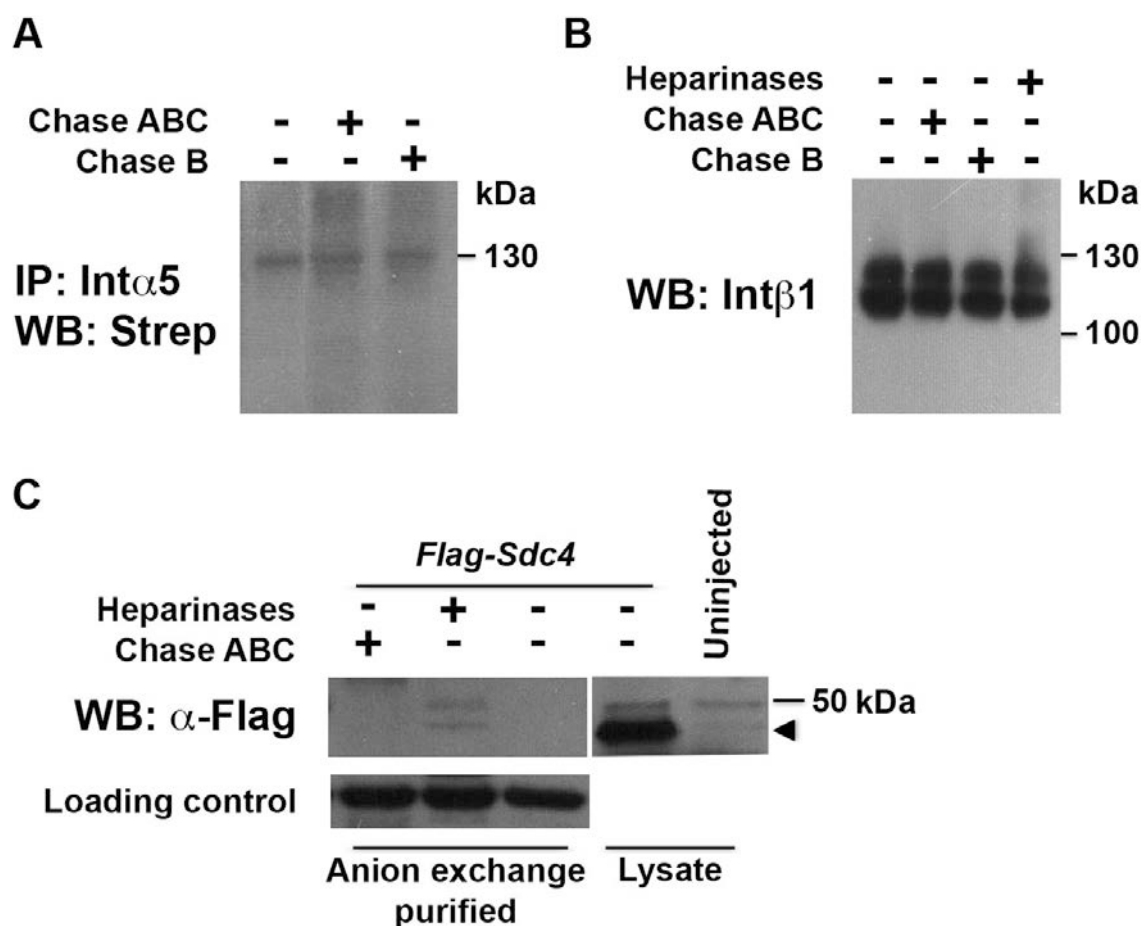 A
Chase ABC - + -
Chase B - - +
kDa
130
IP: Intα5
WB: Strep
B
Heparinases - - - +
Chase ABC - + - -
Chase B - - + -
kDa
130
WB: Intβ1
100
C
Flag-Sdc4
Uninjected
Heparinases - + - -
Chase ABC + - - -
WB: α-Flag
50 kDa
Loading control
Anion exchange
purified
Lysate